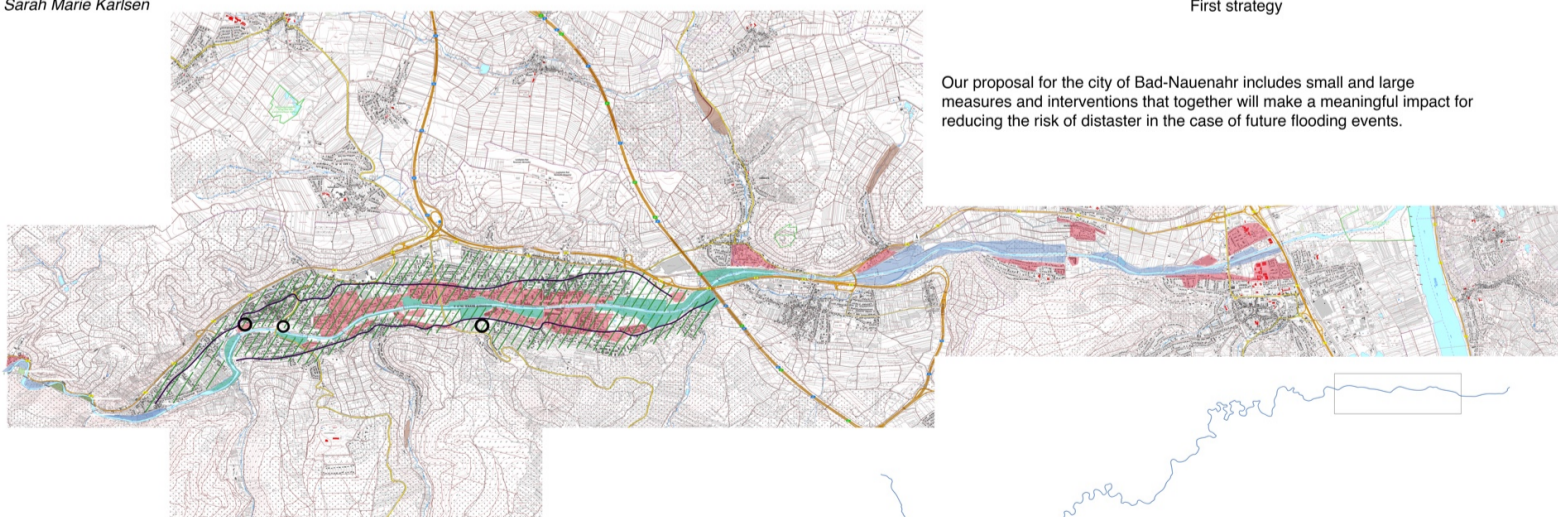 Sarah Marie Karlsen
First strategy
Our proposal for the city of Bad-Nauenahr includes small and large
measures and interventions that together will make a meaningful impact for
reducing the risk of distaster in the case of future flooding events.